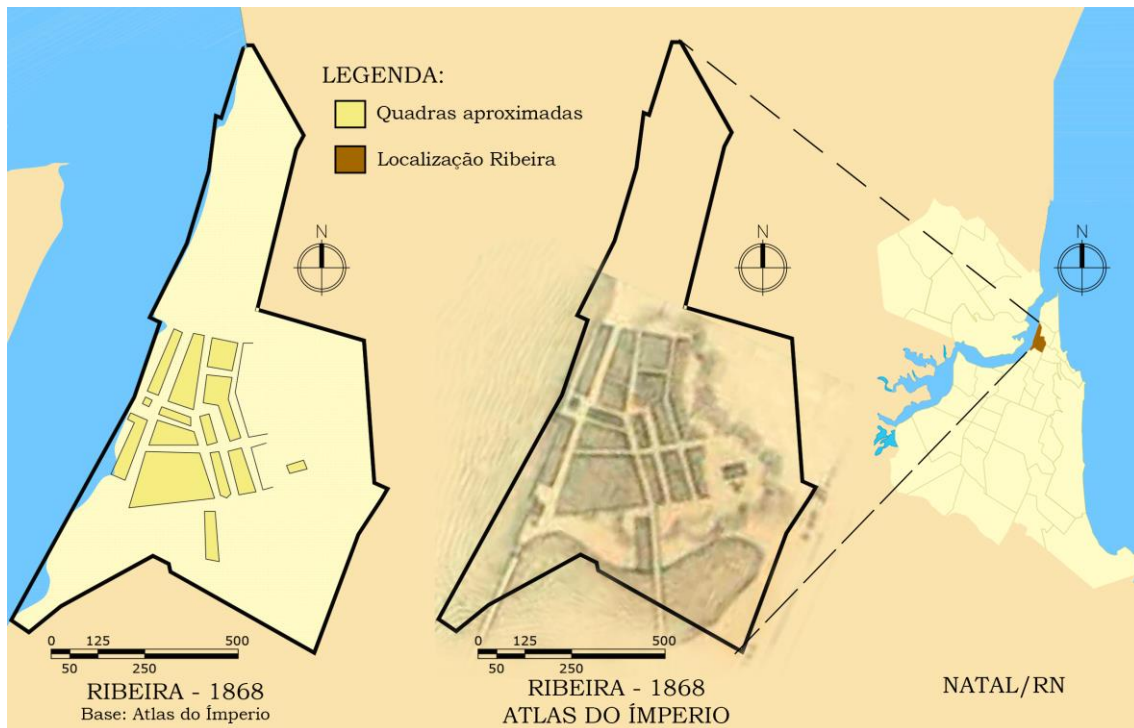 LEGENDA:
Quadras aproximadas
Localização Ribeira
N
N
N
0 125 500
50 250
RIBEIRA - 1868
Base: Atlas do Ímperio
0 125 500
50 250
RIBEIRA - 1868
ATLAS DO ÍMPERIO
NATAL/RN